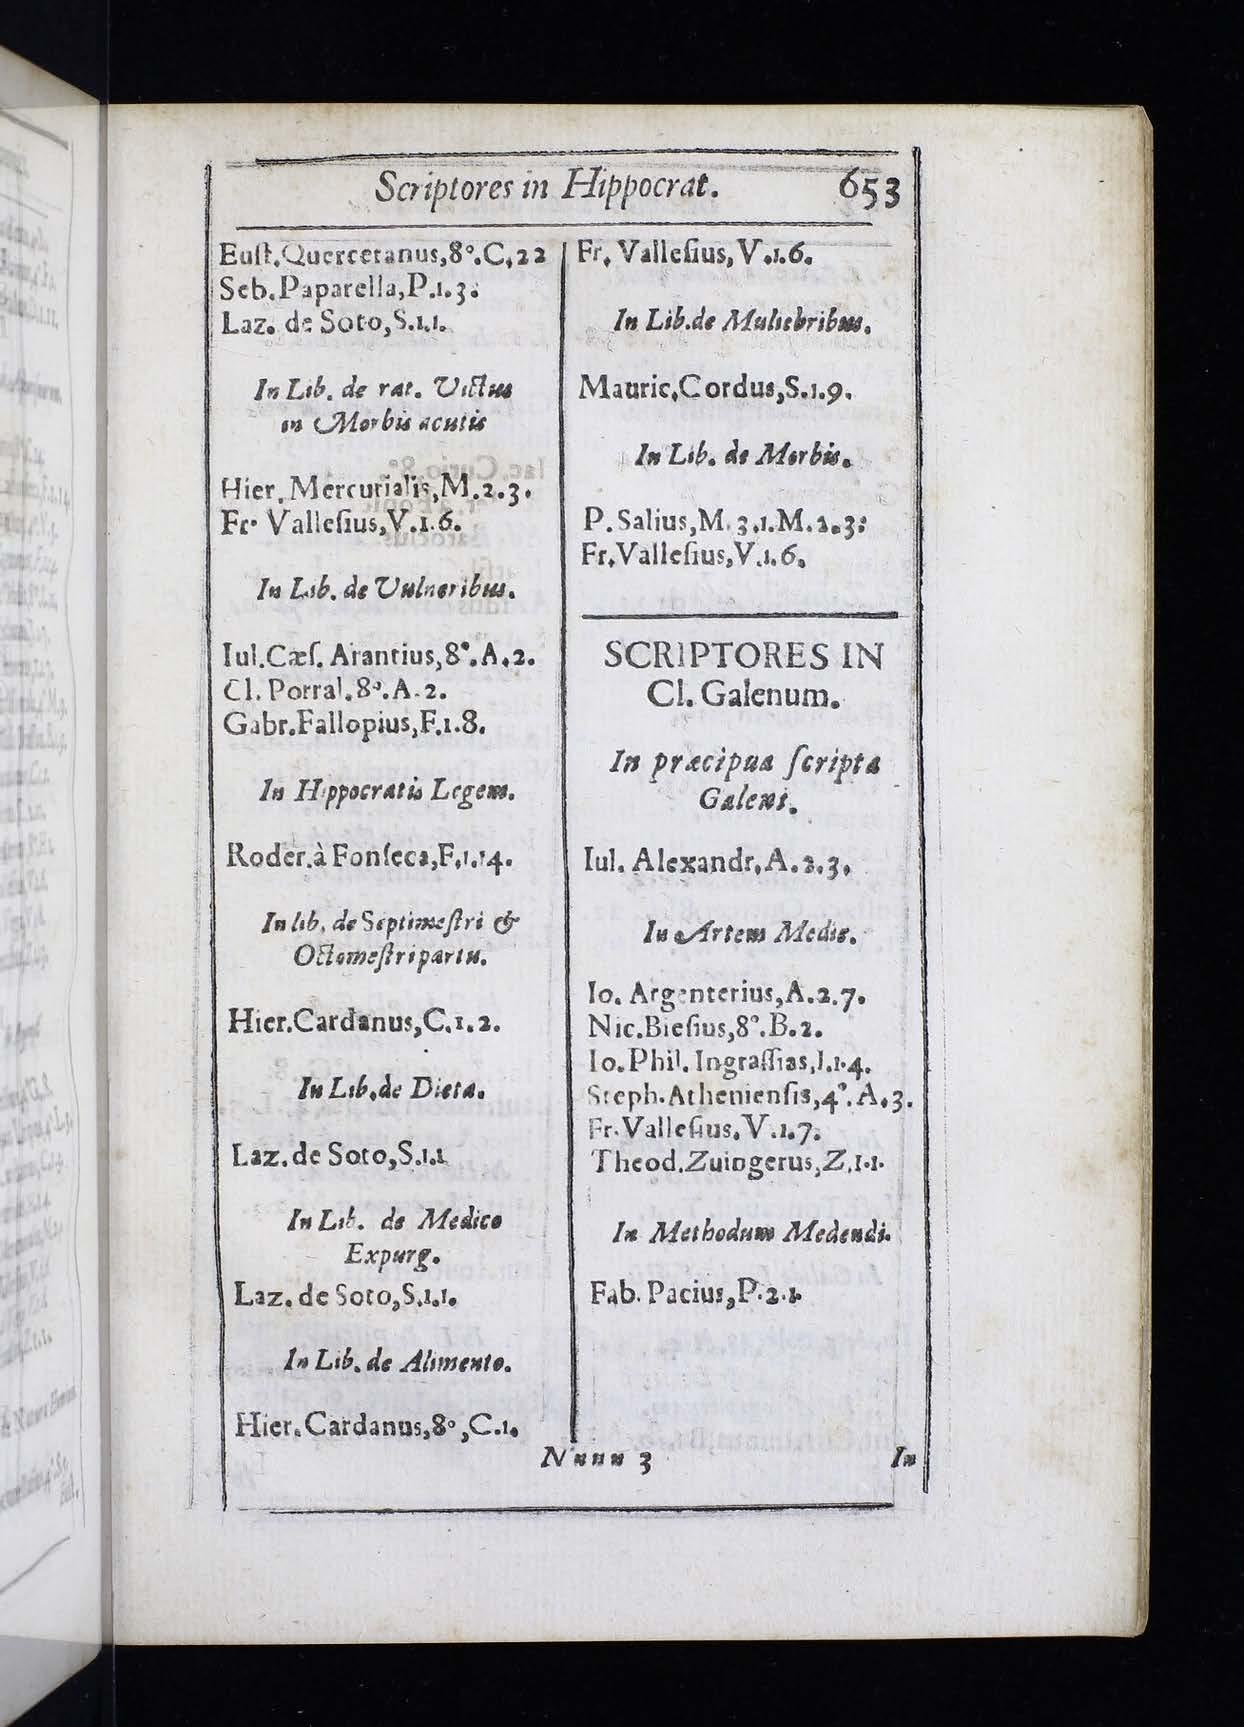 Scriptores in Hippocrat. 653
Euſt. Quercetanus, 8°. C. 22
Seb. Paparella, P. 1. 3.
Laz. de Soto, S. 1. 1.
In Lib. de rat. Victus
in Morbis acutis
Hier. Mercurialis, M. 2. 3.
Fr. Valleſius, V. 1. 6.
In Lib. de Vulneribus.
Iul. Cæſ. Arantius, 8°. A. 2.
Cl. Porral. 8°. A. 2.
Gabr. Fallopius, F. 1. 8.
In Hippocratis Legem.
Roder. à Fonſeca, F. 1. 14.
In lib. de Septimeſtri &
Octomeſtri partu.
Hier. Cardanus, C. 1. 2.
In Lib. de Dieta.
Laz. de Soto, S. 1. 1
In Lib. de Medico
Expurg.
Laz. de Soto, S. 1. 1.
In Lib. de Alimento.
Hier. Cardanus, 8°, C. 1.
Fr. Valleſius, V. 1. 6.
In Lib. de Muliebribus.
Mauric. Cordus, S. 1. 9.
In Lib. de Morbis.
P. Salius, M. 3. 1. M. 2. 3:
Fr. Valleſius, V. 1. 6.
SCRIPTORES IN
Cl. Galenum.
In præcipua ſcripta
Galeni.
Iul. Alexandr. A. 2. 3.
In Artem Medic.
Io. Argenterius, A. 2. 7.
Nic. Bieſius, 8°. B. 2.
Io. Phil. Ingraſſias, I. 1. 4.
Steph. Athenienſis, 4°. A. 3.
Fr. Valleſius. V. 1. 7.
Theod. Zuingerus, Z. 1. 1.
In Methodum Medendi.
Fab. Pacius, P. 2. 1.
Nnnn 3 In